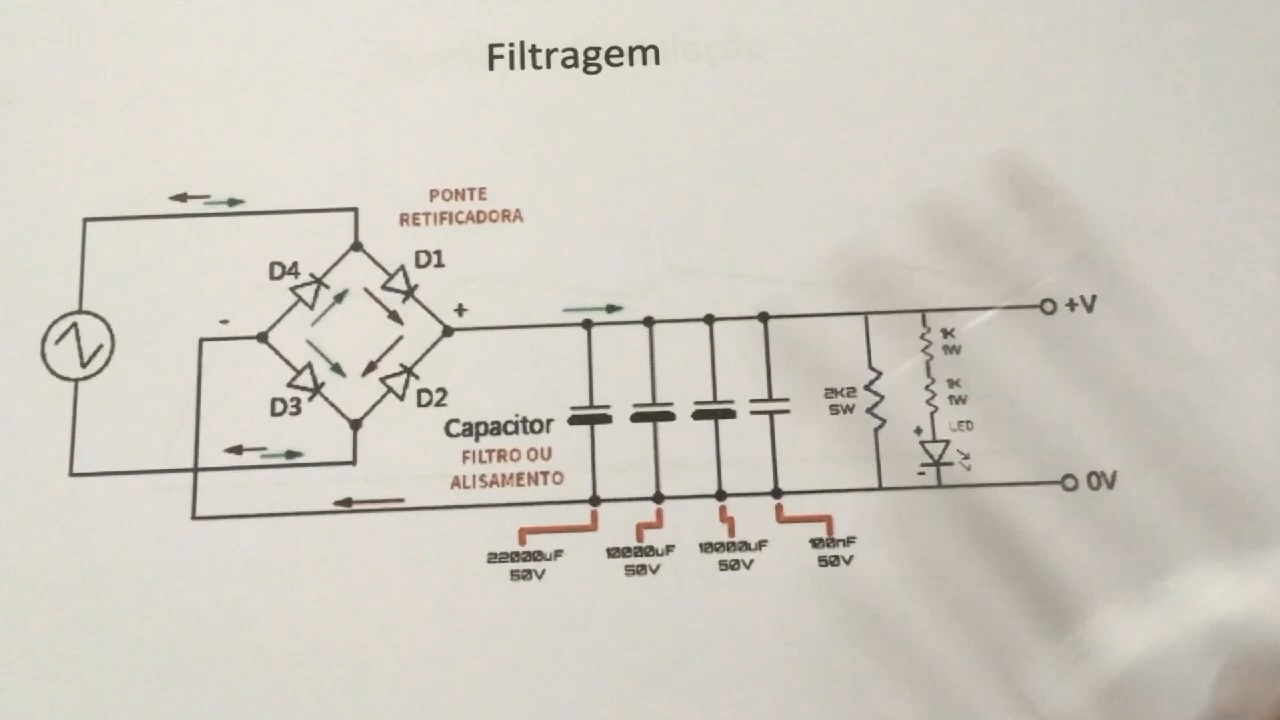 Filtragem
PONTE
RETIFICADORA
D4
D1
-
+
+V
D3
D2
1K
1W
2K2
5W
1K
1W
Capacitor
FILTRO OU
ALISAMENTO
+
LED
-
0V
22000uF
50V
10000uF
50V
10000uF
50V
100nF
50V